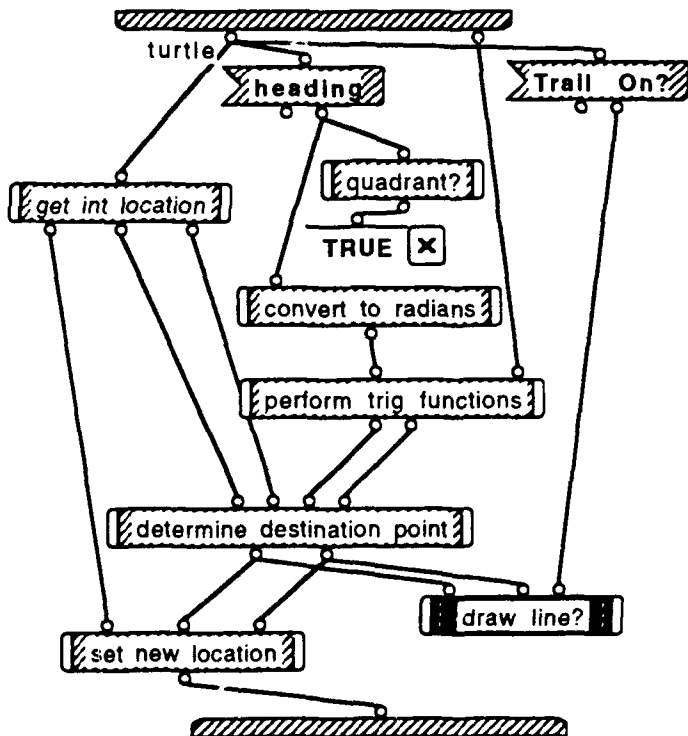 turtle
heading
Trail On?
quadrant?
get int location
TRUE
convert to radians
perform trig functions
determine destination point
draw line?
set new location